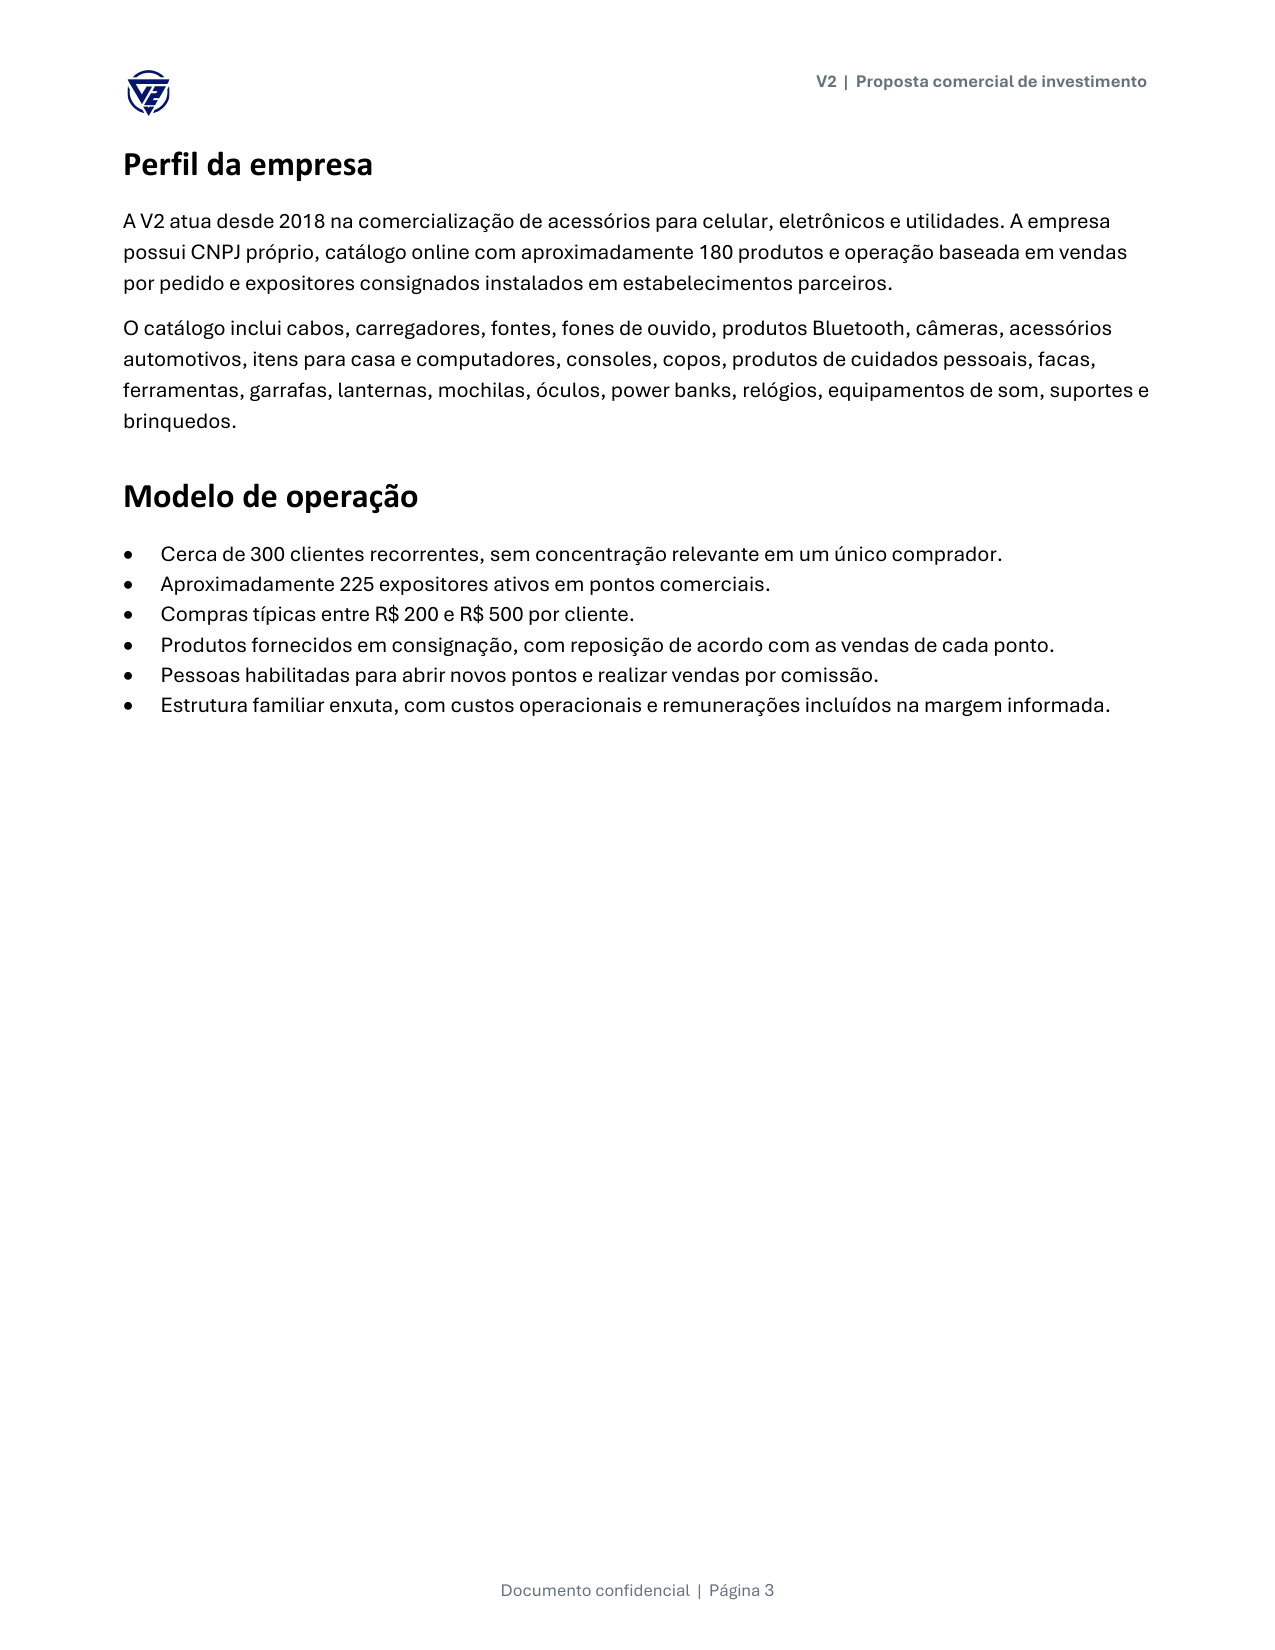 V2
V2 | Proposta comercial de investimento
Perfil da empresa
A V2 atua desde 2018 na comercialização de acessórios para celular, eletrônicos e utilidades. A empresa
possui CNPJ próprio, catálogo online com aproximadamente 180 produtos e operação baseada em vendas
por pedido e expositores consignados instalados em estabelecimentos parceiros.
O catálogo inclui cabos, carregadores, fontes, fones de ouvido, produtos Bluetooth, câmeras, acessórios
automotivos, itens para casa e computadores, consoles, copos, produtos de cuidados pessoais, facas,
ferramentas, garrafas, lanternas, mochilas, óculos, power banks, relógios, equipamentos de som, suportes e
brinquedos.
Modelo de operação
• Cerca de 300 clientes recorrentes, sem concentração relevante em um único comprador.
• Aproximadamente 225 expositores ativos em pontos comerciais.
• Compras típicas entre R$ 200 e R$ 500 por cliente.
• Produtos fornecidos em consignação, com reposição de acordo com as vendas de cada ponto.
• Pessoas habilitadas para abrir novos pontos e realizar vendas por comissão.
• Estrutura familiar enxuta, com custos operacionais e remunerações incluídos na margem informada.
Documento confidencial | Página 3